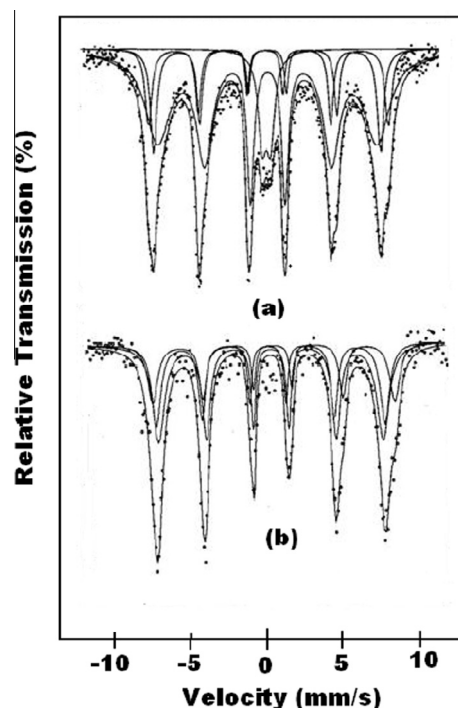 Relative Transmission (%)
(a)
(b)
-10 -5 0 5 10
Velocity (mm/s)